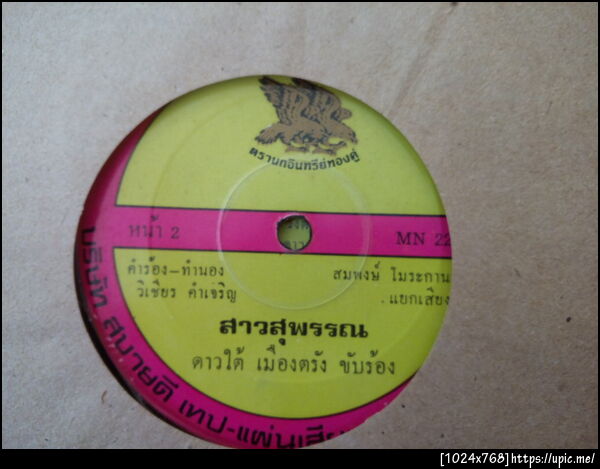 ตรานกอินทรีย์ทองคู่
หน้า 2
MN 22
คำร้อง-ทำนอง
วิเชียร คำเจริญ
สมพงษ์ โมระกาน
แยกเสียง
สาวสุพรรณ
ดาวใต้ เมืองตรัง ขับร้อง
บริษัท สบายดี เทป-แผ่นเสีย
[1024x768]https://upic.me/